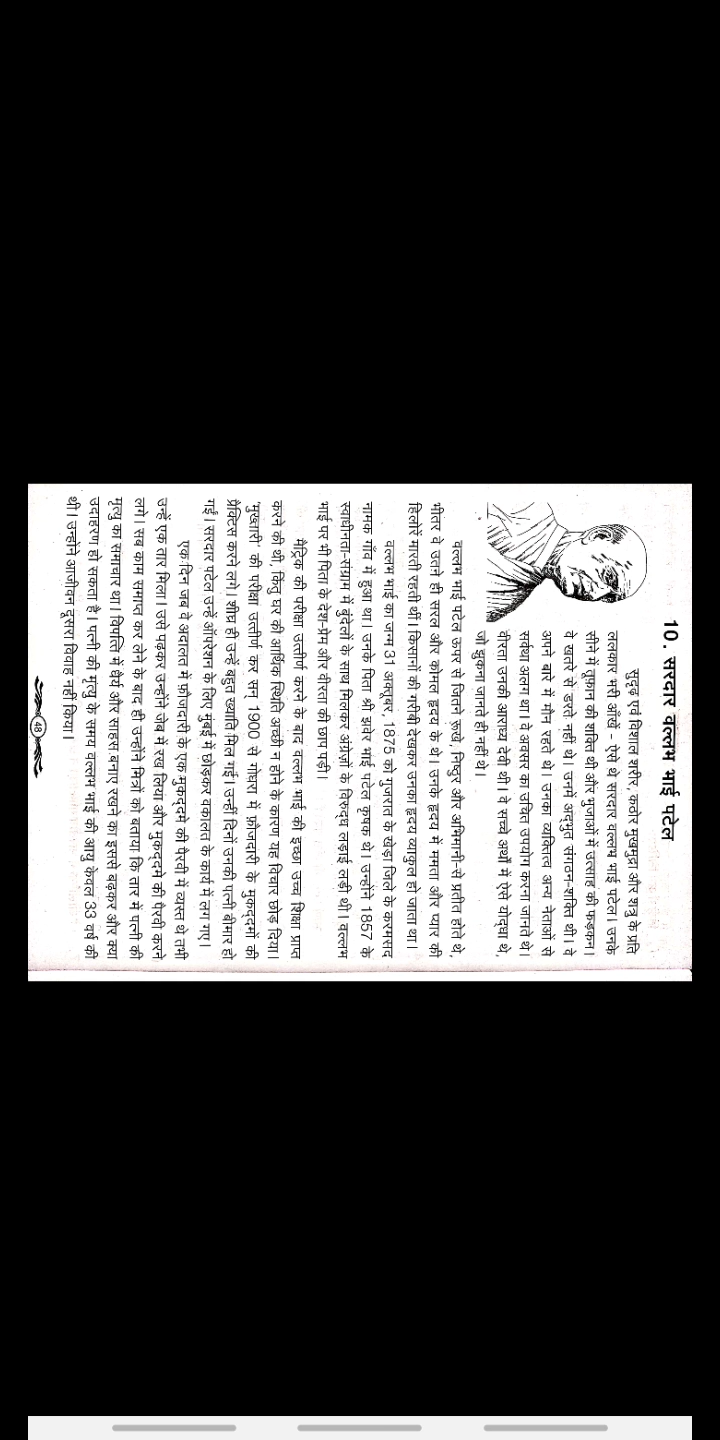 10. सरदार वल्लभ भाई पटेल
सुदृढ़ एवं विशाल शरीर, कठोर मुखमुद्रा और शत्रु के प्रति
ललकार भरी आँखें - ऐसे थे सरदार वल्लभ भाई पटेल। उनके
सीने में तूफ़ान की शक्ति थी और भुजाओं में उत्साह की फड़कन।
वे खतरे से डरते नहीं थे। उनमें अद्भुत संगठन-शक्ति थी। वे
अपने बारे में मौन रहते थे। उनका व्यक्तित्व अन्य नेताओं से
सर्वथा अलग था। वे अवसर का उचित उपयोग करना जानते थे।
वीरता उनकी आराध्य देवी थी। वे सच्चे अर्थों में ऐसे योद्धा थे,
जो झुकना जानते ही नहीं थे।
वल्लभ भाई पटेल ऊपर से जितने रूखे, निष्ठुर और अभिमानी-से प्रतीत होते थे,
भीतर वे उतने ही सरल और कोमल हृदय के थे। उनके हृदय में ममता और प्यार की
हिलोरें मारती रहती थीं। किसानों की गरीबी देखकर उनका हृदय व्याकुल हो जाता था।
वल्लभ भाई का जन्म 31 अक्तूबर, 1875 को गुजरात के खेड़ा जिले के करमसद
नामक गाँव में हुआ था। उनके पिता श्री झवेर भाई पटेल कृषक थे। उन्होंने 1857 के
स्वाधीनता-संग्राम में बुंदेलों के साथ मिलकर अंग्रेज़ों के विरुद्ध लड़ाई लड़ी थी। वल्लभ
भाई पर भी पिता के देश-प्रेम और वीरता की छाप पड़ी।
मैट्रिक की परीक्षा उत्तीर्ण करने के बाद वल्लभ भाई की इच्छा उच्च शिक्षा प्राप्त
करने की थी, किंतु घर की आर्थिक स्थिति अच्छी न होने के कारण यह विचार छोड़ दिया।
'मुख्तारी' की परीक्षा उत्तीर्ण कर सन् 1900 से गोधरा में फ़ौजदारी के मुकद्दमों की
प्रैक्टिस करने लगे। शीघ्र ही उन्हें बहुत ख्याति मिल गई। उन्हीं दिनों उनकी पत्नी बीमार हो
गईं। सरदार पटेल उन्हें ऑपरेशन के लिए मुंबई में छोड़कर वकालत के कार्य में लग गए।
एक दिन जब वे अदालत में फ़ौजदारी के एक मुकद्दमे की पैरवी में व्यस्त थे तभी
उन्हें एक तार मिला। उसे पढ़कर उन्होंने जेब में रख लिया और मुकद्दमे की पैरवी करने
लगे। सब काम समाप्त कर लेने के बाद ही उन्होंने मित्रों को बताया कि तार में पत्नी की
मृत्यु का समाचार था। विपत्ति में धैर्य और साहस बनाए रखने का इससे बढ़कर और क्या
उदाहरण हो सकता है। पत्नी की मृत्यु के समय वल्लभ भाई की आयु केवल 33 वर्ष की
थी। उन्होंने आजीवन दूसरा विवाह नहीं किया।
48